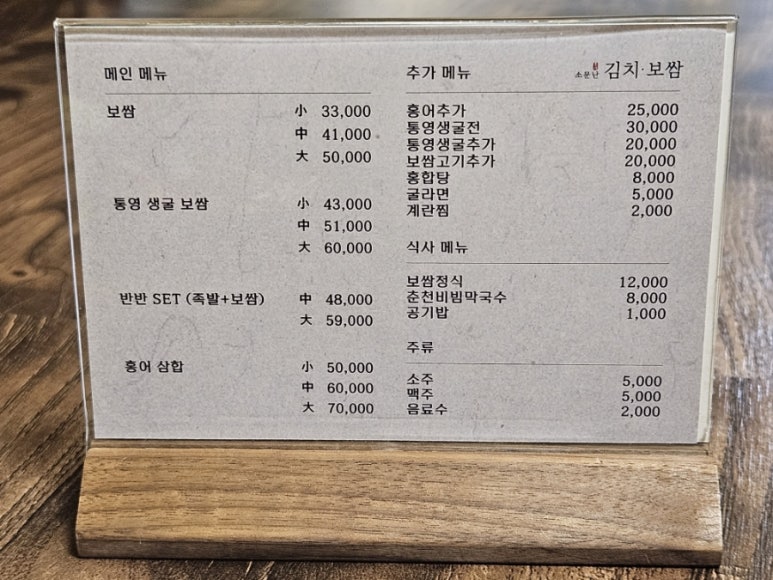 메인 메뉴
보쌈 小 33,000
中 41,000
大 50,000
통영 생굴 보쌈 小 43,000
中 51,000
大 60,000
반반 SET (족발+보쌈) 中 48,000
大 59,000
홍어 삼합 小 50,000
中 60,000
大 70,000
추가 메뉴
소문난 김치·보쌈
홍어추가 25,000
통영생굴전 30,000
통영생굴추가 20,000
보쌈고기추가 20,000
홍합탕 8,000
굴라면 5,000
계란찜 2,000
식사 메뉴
보쌈정식 12,000
춘천비빔막국수 8,000
공기밥 1,000
주류
소주 5,000
맥주 5,000
음료수 2,000